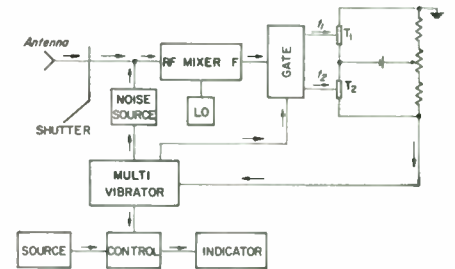 Antenna
SHUTTER
NOISE
SOURCE
RF MIXER F
LO
GATE
f₁
f₂
T₁
T₂
MULTI
VIBRATOR
SOURCE
CONTROL
INDICATOR